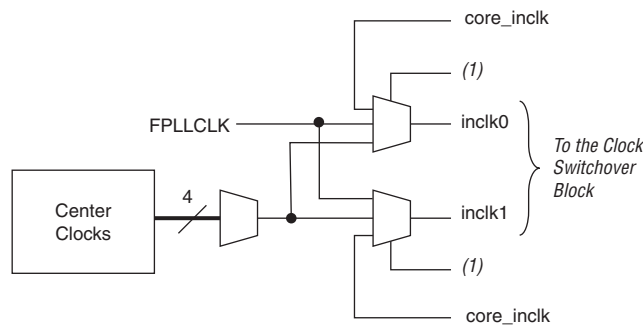 core_inclk
(1)
FPLLCLK
inclk0
To the Clock
Switchover
Block
4
Center
Clocks
inclk1
(1)
core_inclk